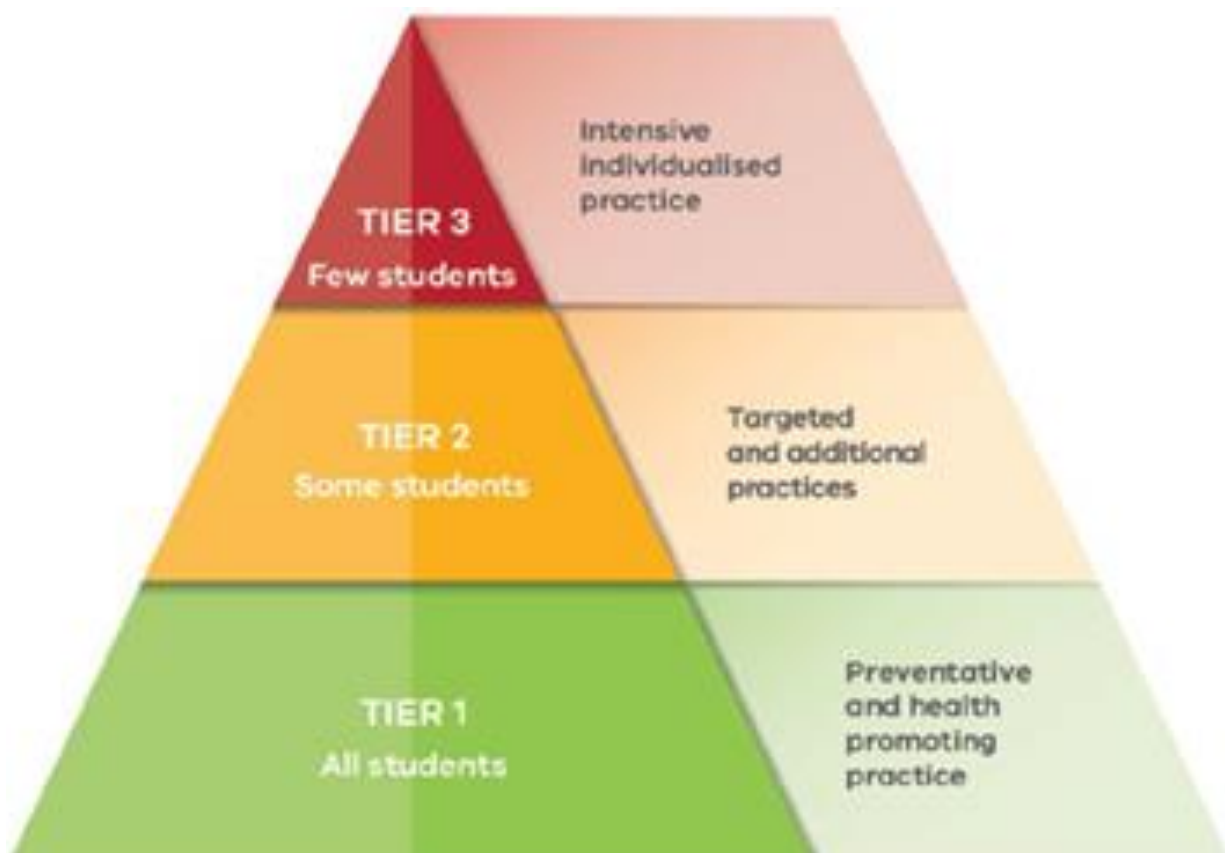 TIER 3
Few students
Intensive
individualised
practice
TIER 2
Some students
Targeted
and additional
practices
TIER 1
All students
Preventative
and health
promoting
practice